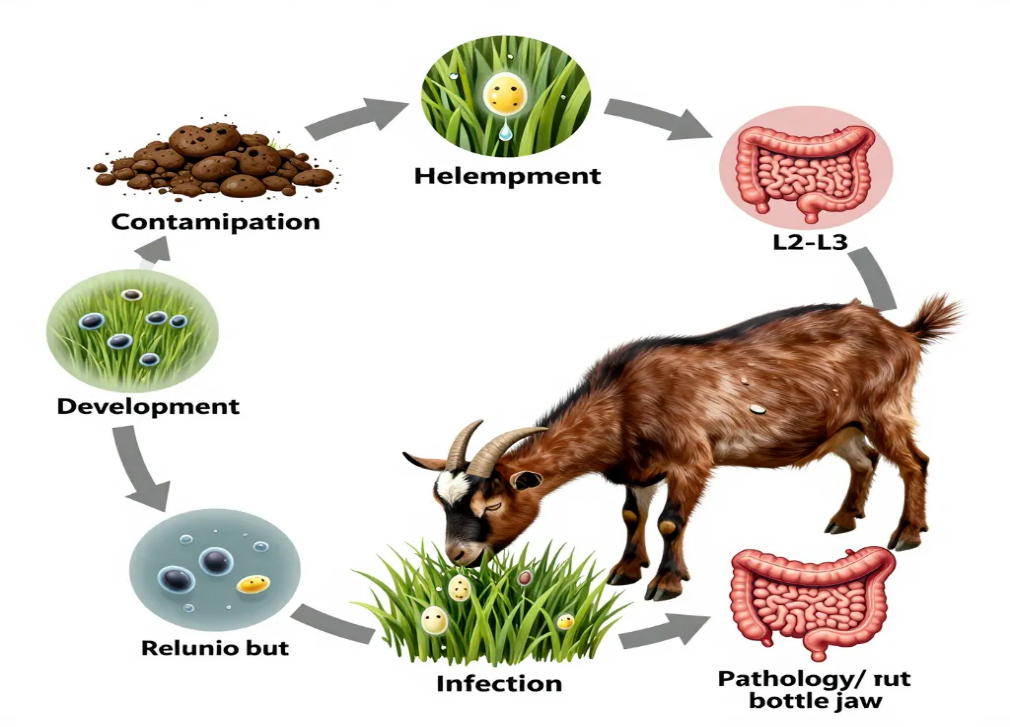 Helempment
Contamipation
L2-L3
Development
Relunio but
Infection
Pathology/ rut
bottle jaw